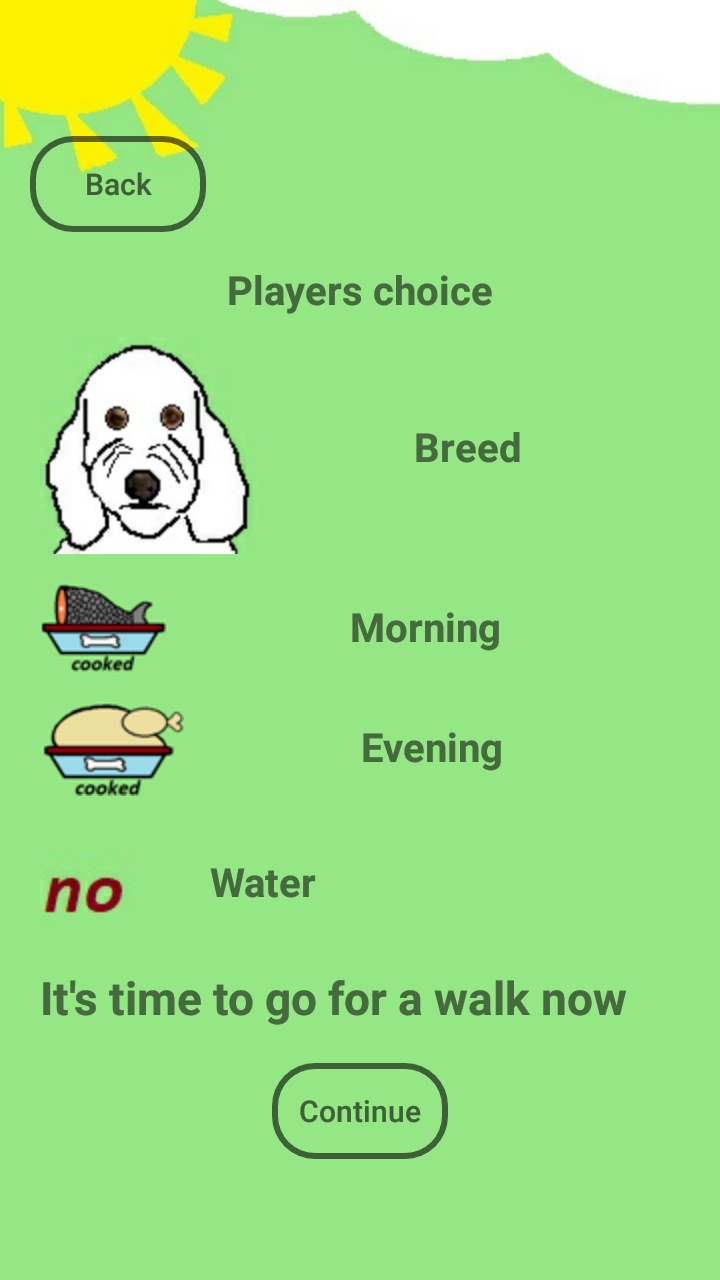 Back
Players choice
Breed
cooked
Morning
cooked
Evening
no Water
It's time to go for a walk now
Continue